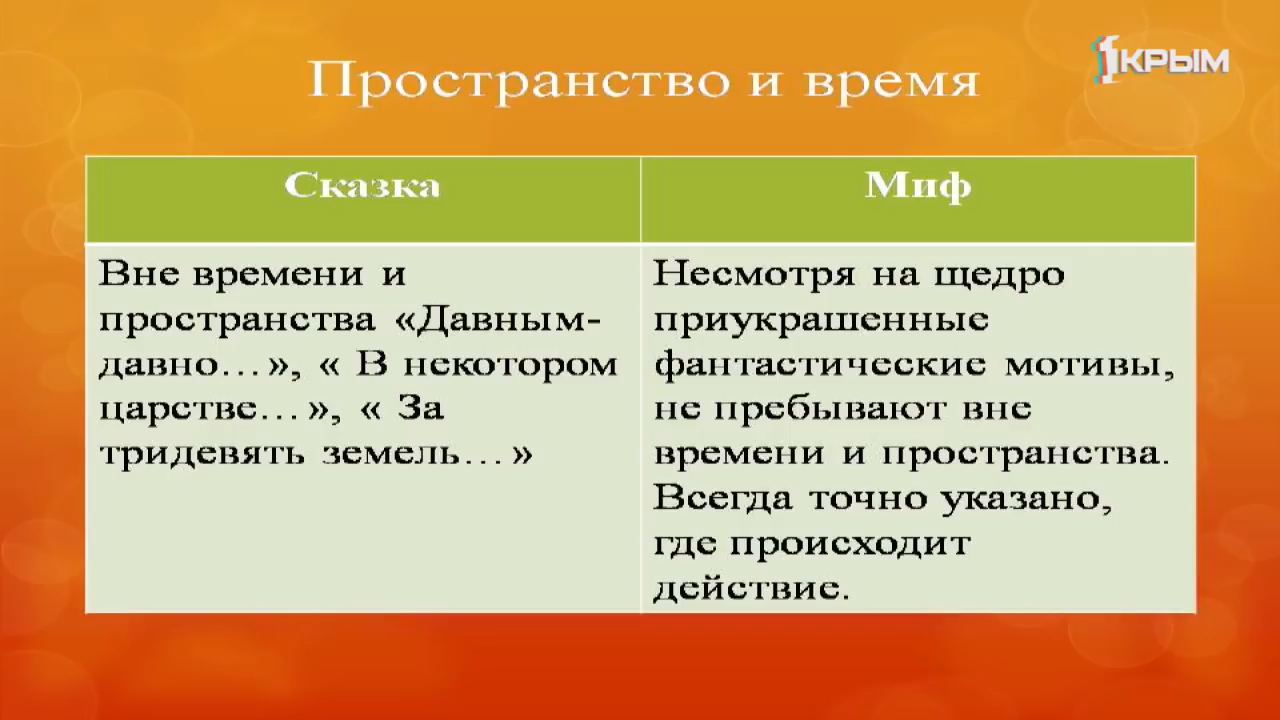 Пространство и время
1КРЫМ
Сказка
Миф
Вне времени и
пространства «Давным-
давно…», « В некотором
царстве…», « За
тридевять земель…»
Несмотря на щедро
приукрашенные
фантастические мотивы,
не пребывают вне
времени и пространства.
Всегда точно указано,
где происходит
действие.